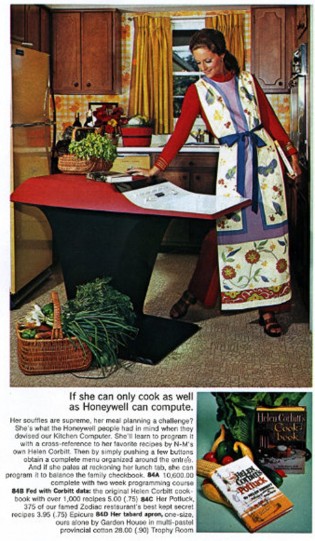 If she can only cook as well
as Honeywell can compute.
Her souffles are supreme, her meal planning a challenge?
She's what the Honeywell people had in mind when they
devised our Kitchen Computer. She'll learn to program it
with a cross-reference to her favorite recipes by N-M's
own Helen Corbitt. Then by simply pushing a few buttons
obtain a complete menu organized around the entrée.
And if she pales at reckoning her lunch tab, she can
program it to balance the family checkbook. 84A 10,600.00
complete with two week programming course
84B Fed with Corbitt data: the original Helen Corbitt cook-
book with over 1,000 recipes 5.00 (.75) 84C Her Potluck,
375 of our famed Zodiac restaurant's best kept secret
recipes 3.95 (.75) Epicure 84D Her tabard apron, one-size,
ours alone by Garden House in multi-pastel
provincial cotton 28.00 (.90) Trophy Room
Helen Corbitt's
Cook-
book
Helen
Corbitt's
Potluck